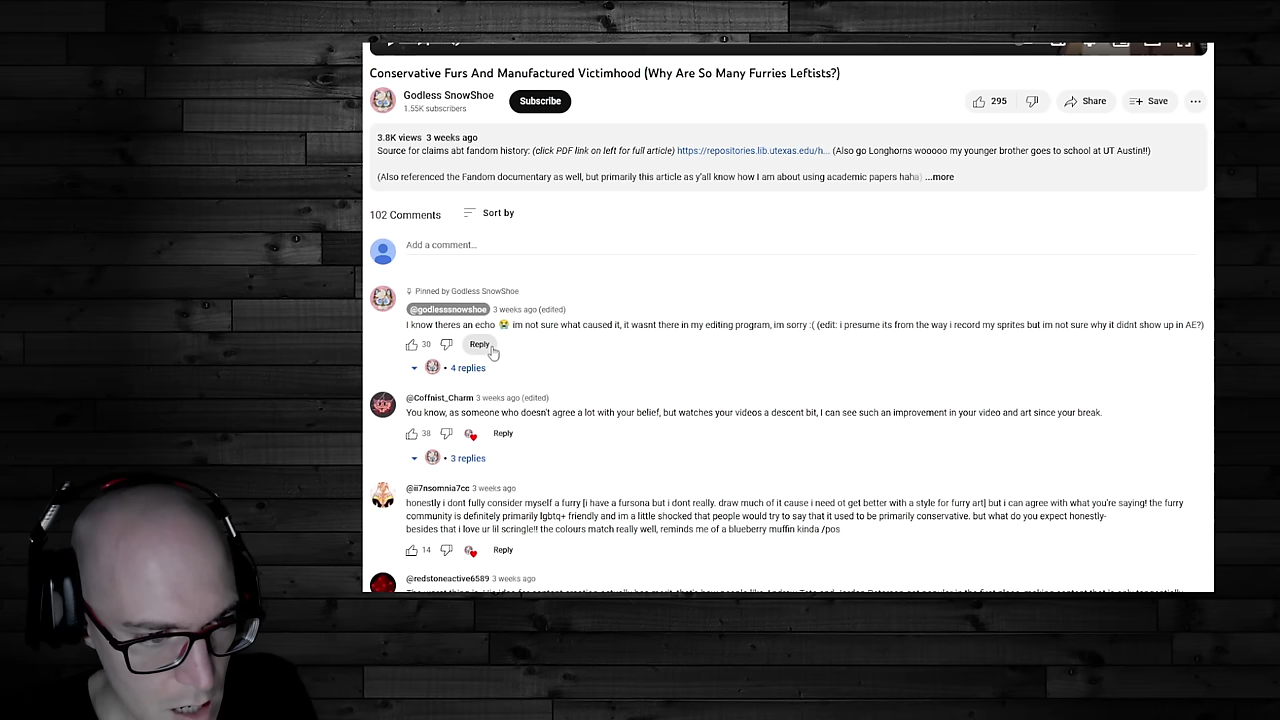 Conservative Furs And Manufactured Victimhood (Why Are So Many Furries Leftists?)
Godless SnowShoe
1.55K subscribers
Subscribe
295
Share
Save
3.8K views 3 weeks ago
Source for claims abt fandom history: (click PDF link on left for full article) https://repositories.lib.utexas.edu/h... (Also go Longhorns wooooo my younger brother goes to school at UT Austin!!)
(Also referenced the Fandom documentary as well, but primarily this article as y'all know how I am about using academic papers haha) ...more
102 Comments
Sort by
Add a comment...
Pinned by Godless SnowShoe
@godlesssnowshoe 3 weeks ago (edited)
I know theres an echo 😭 im not sure what caused it, it wasnt there in my editing program, im sorry :( (edit: i presume its from the way i record my sprites but im not sure why it didnt show up in AE?)
30 Reply
• 4 replies
@Coffnist_Charm 3 weeks ago (edited)
You know, as someone who doesn't agree a lot with your belief, but watches your videos a descent bit, I can see such an improvement in your video and art since your break.
38 Reply
• 3 replies
@ii7nsomnia7cc 3 weeks ago
honestly i dont fully consider myself a furry [i have a fursona but i dont really. draw much of it cause i need ot get better with a style for furry art] but i can agree with what you're saying! the furry
community is definitely primarily lgbtq+ friendly and im a little shocked that people would try to say that it used to be primarily conservative. but what do you expect honestly-
besides that i love ur lil scringle!! the colours match really well, reminds me of a blueberry muffin kinda /pos
14 Reply
@redstoneactive6589 3 weeks ago